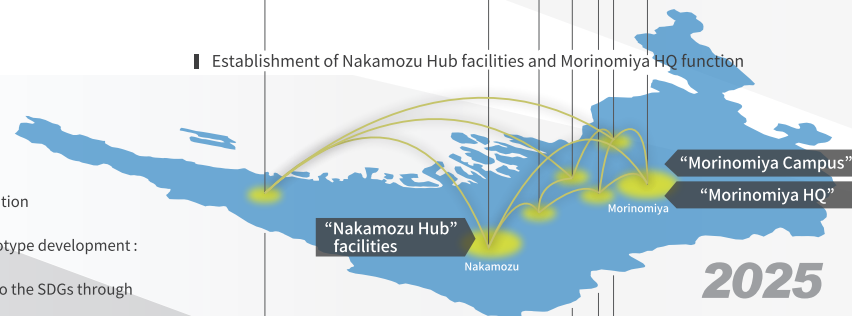 Establishment of Nakamozu Hub facilities and Morinomiya HQ function
“Morinomiya Campus”
“Morinomiya HQ”
tion
Morinomiya
“Nakamozu Hub”
facilities
otype development :
Nakamozu
o the SDGs through
2025